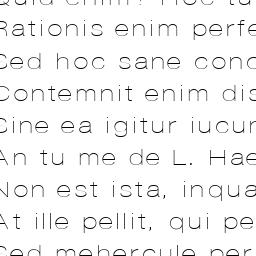 Quid enim? Hoc tu
Rationis enim perfe
Sed hoc sane conc
Contemnit enim dis
Sine ea igitur iucun
An tu me de L. Hae
Non est ista, inqua
At ille pellit, qui pe
Sed mehercule per